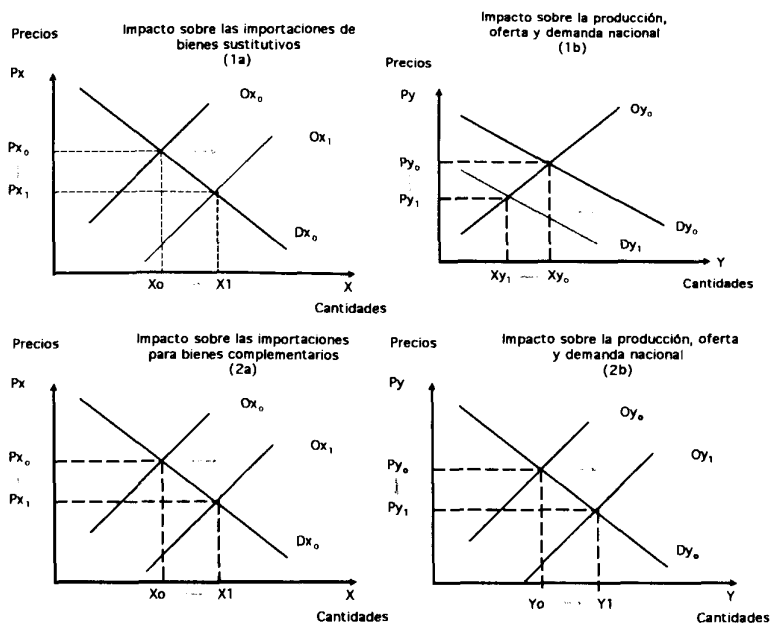 Precios
Impacto sobre las importaciones de
bienes sustitutivos
(1a)
Px
Ox₀
Ox₁
Px₀
Px₁
Dx₀
Xo
X1
X
Cantidades
Impacto sobre la producción,
oferta y demanda nacional
(1b)
Precios
Py
Oy₀
Py₀
Py₁
Dy₁
Dy₀
Xy₁
Xy₀
Y
Cantidades
Precios
Impacto sobre las importaciones
para bienes complementarios
(2a)
Px
Ox₀
Ox₁
Px₀
Px₁
Dx₀
Xo
X1
X
Cantidades
Precios
Impacto sobre la producción, oferta
y demanda nacional
(2b)
Py
Oy₀
Oy₁
Py₀
Py₁
Dy₀
Yo
Y1
Y
Cantidades